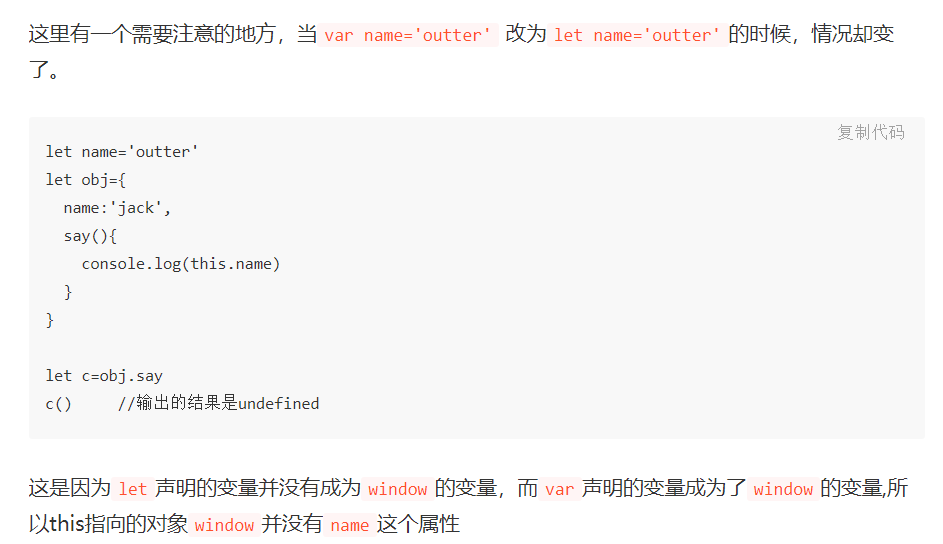 这里有一个需要注意的地方，当 var name='outter' 改为 let name='outter' 的时候，情况却变
了。
复制代码
let name='outter'
let obj={
  name:'jack',
  say(){
    console.log(this.name)
  }
}
let c=obj.say
c()     //输出的结果是undefined
这是因为 let 声明的变量并没有成为 window 的变量，而 var 声明的变量成为了 window 的变量,所
以this指向的对象 window 并没有 name 这个属性